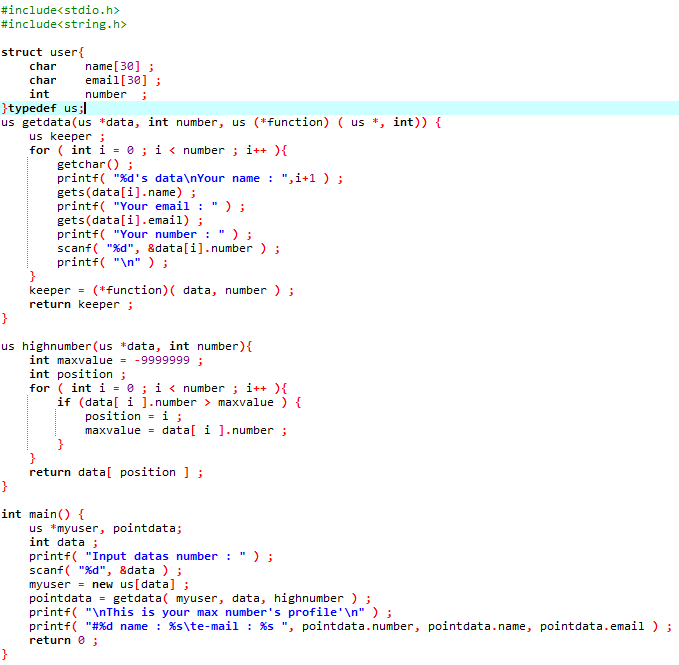 #include<stdio.h>
#include<string.h>

struct user{
    char    name[30] ;
    char    email[30] ;
    int     number  ;
}typedef us;
us getdata(us *data, int number, us (*function) ( us *, int)) {
    us keeper ;
    for ( int i = 0 ; i < number ; i++ ){
        getchar() ;
        printf( "%d's data\nYour name : ",i+1 ) ;
        gets(data[i].name) ;
        printf( "Your email : " ) ;
        gets(data[i].email) ;
        printf( "Your number : " ) ;
        scanf( "%d", &data[i].number ) ;
        printf( "\n" ) ;
    }
    keeper = (*function)( data, number ) ;
    return keeper ;
}

us highnumber(us *data, int number){
    int maxvalue = -9999999 ;
    int position ;
    for ( int i = 0 ; i < number ; i++ ){
        if (data[ i ].number > maxvalue ) {
            position = i ;
            maxvalue = data[ i ].number ;
        }
    }
    return data[ position ] ;
}

int main() {
    us *myuser, pointdata;
    int data ;
    printf( "Input datas number : " ) ;
    scanf( "%d", &data ) ;
    myuser = new us[data] ;
    pointdata = getdata( myuser, data, highnumber ) ;
    printf( "\nThis is your max number's profile'\n" ) ;
    printf( "#%d name : %s\te-mail : %s ", pointdata.number, pointdata.name, pointdata.email ) ;
    return 0 ;
}